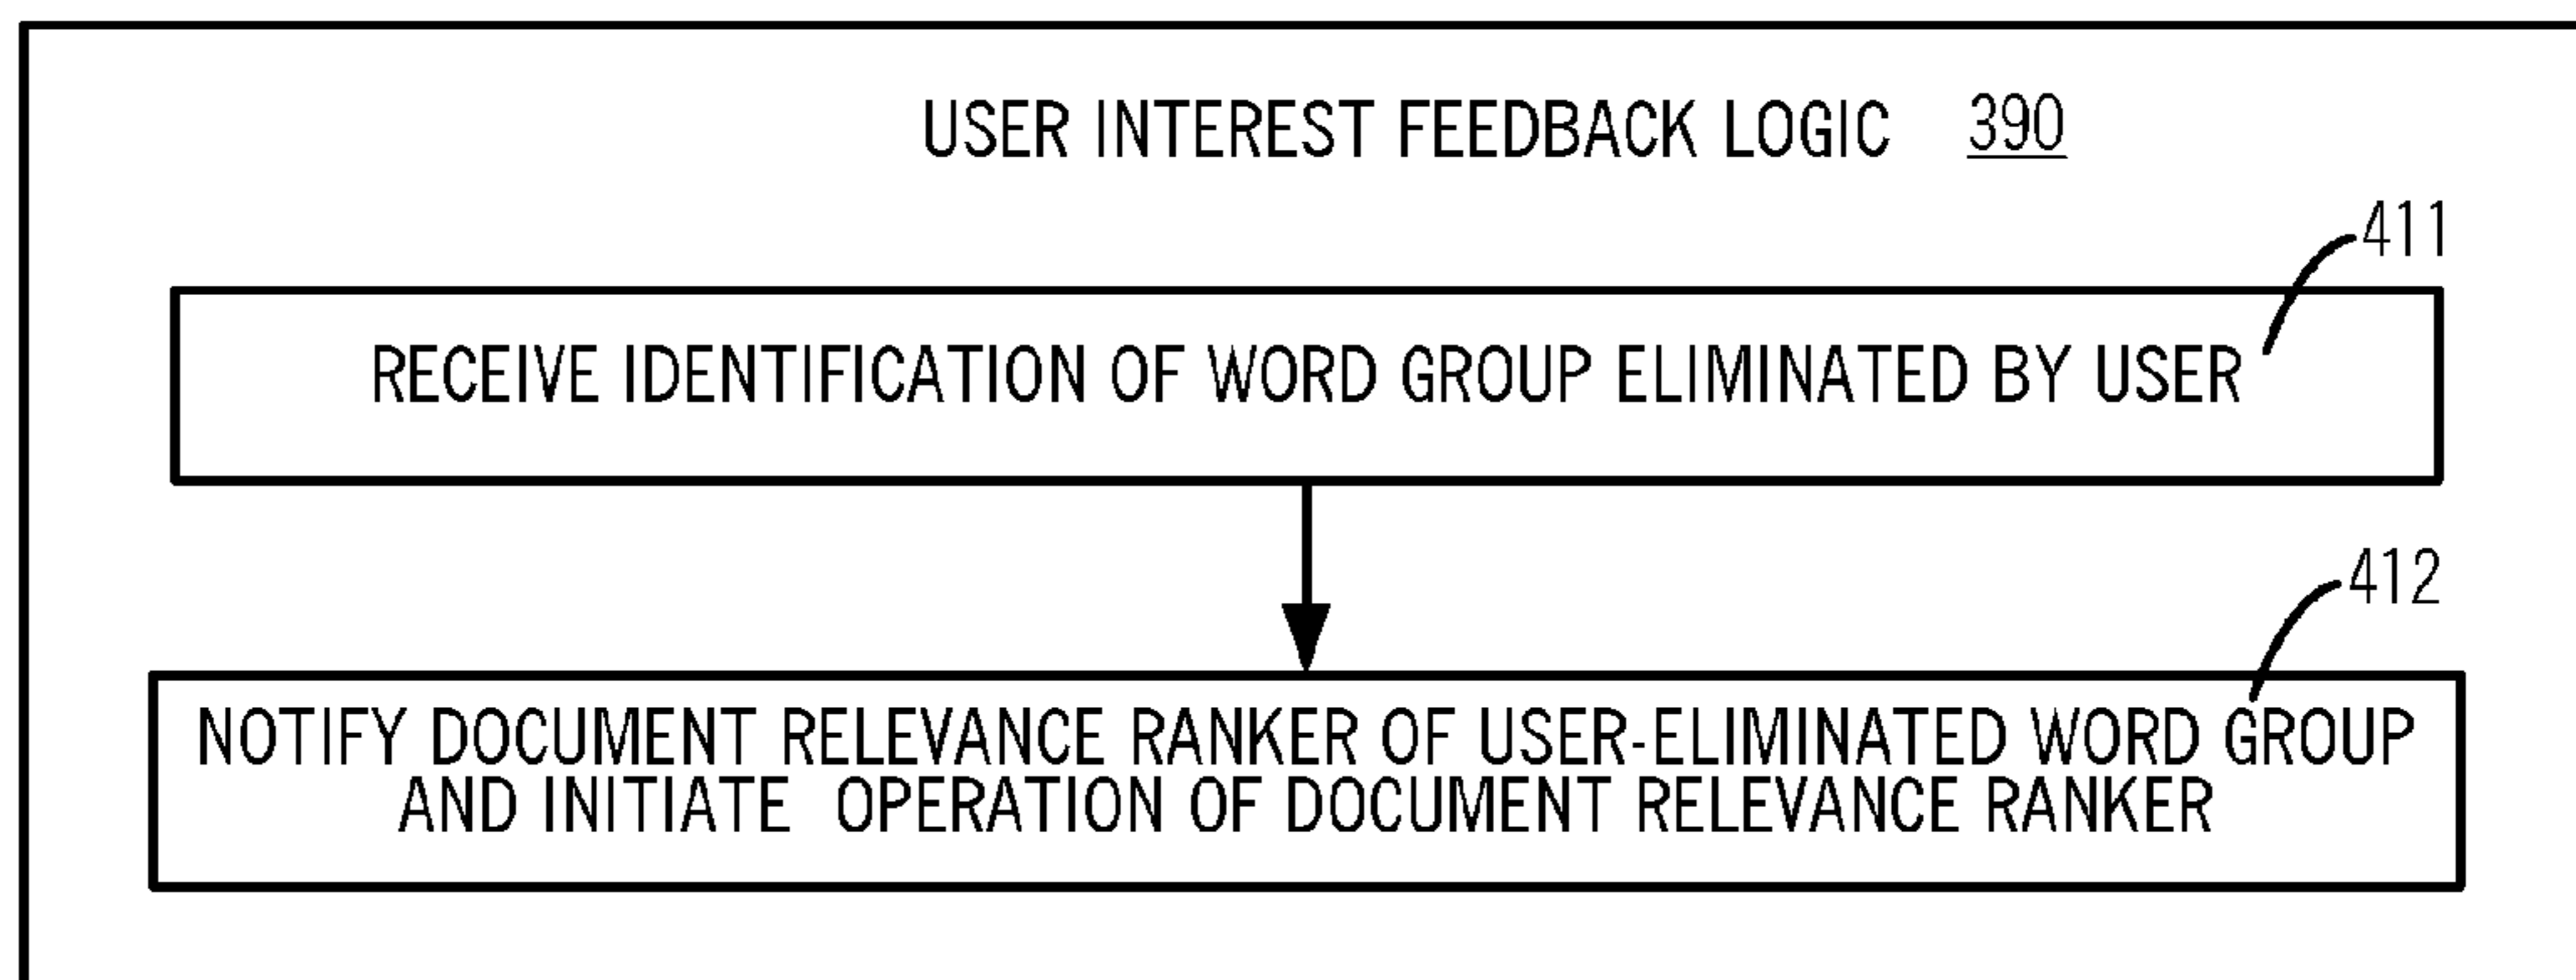 USER INTEREST FEEDBACK LOGIC 390
411
RECEIVE IDENTIFICATION OF WORD GROUP ELIMINATED BY USER
412
NOTIFY DOCUMENT RELEVANCE RANKER OF USER-ELIMINATED WORD GROUP
AND INITIATE OPERATION OF DOCUMENT RELEVANCE RANKER